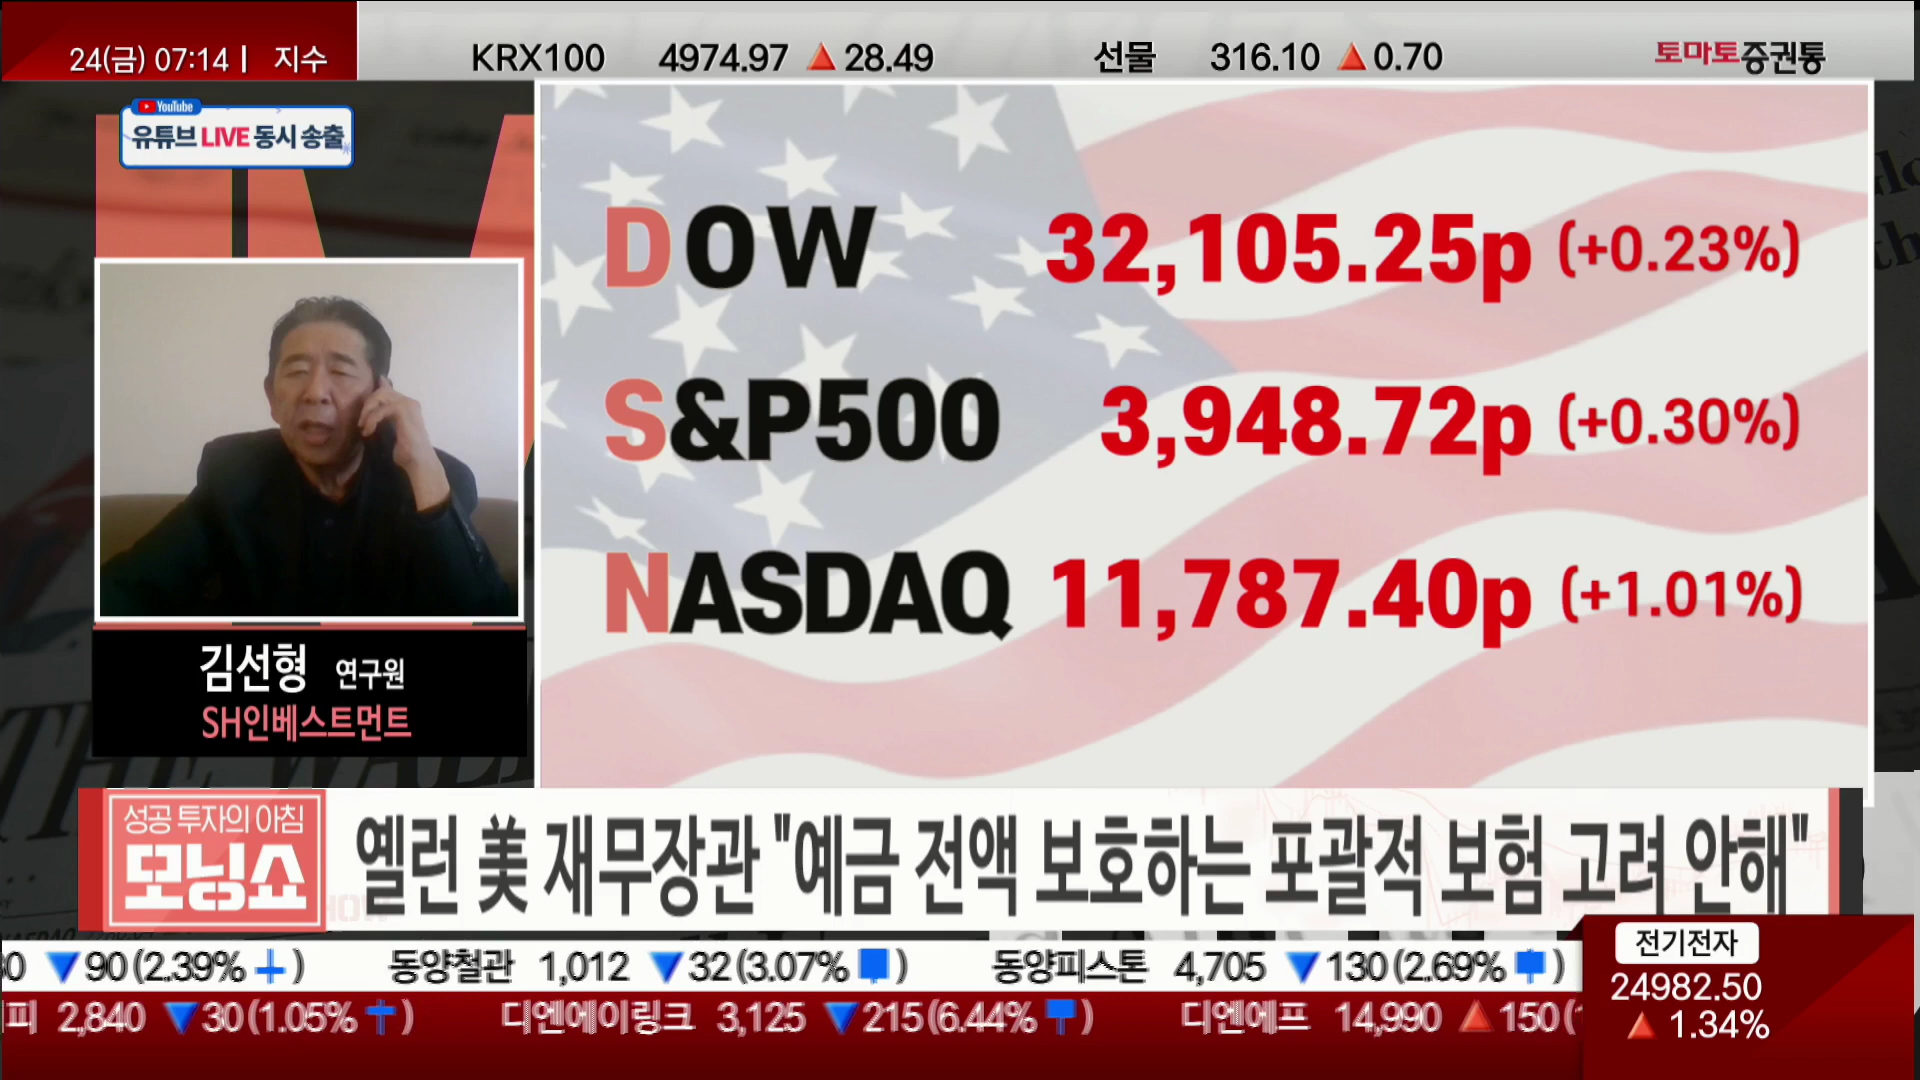 24(금) 07:14 | 지수
KRX100 4974.97 ▲ 28.49 선물 316.10 ▲ 0.70
토마토증권통
YouTube
유튜브 LIVE 동시 송출
DOW 32,105.25p (+0.23%)
S&P500 3,948.72p (+0.30%)
NASDAQ 11,787.40p (+1.01%)
김선형 연구원
SH인베스트먼트
성공 투자의 아침
모닝쇼
옐런 美 재무장관 "예금 전액 보호하는 포괄적 보험 고려 안해"
▼90(2.39%) 동양철관 1,012 ▼32(3.07%) 동양피스톤 4,705 ▼130(2.69%)
피 2,840 ▼30(1.05%) 디엔에이링크 3,125 ▼215(6.44%) 디엔에프 14,990 ▲150
전기전자
24982.50
▲ 1.34%